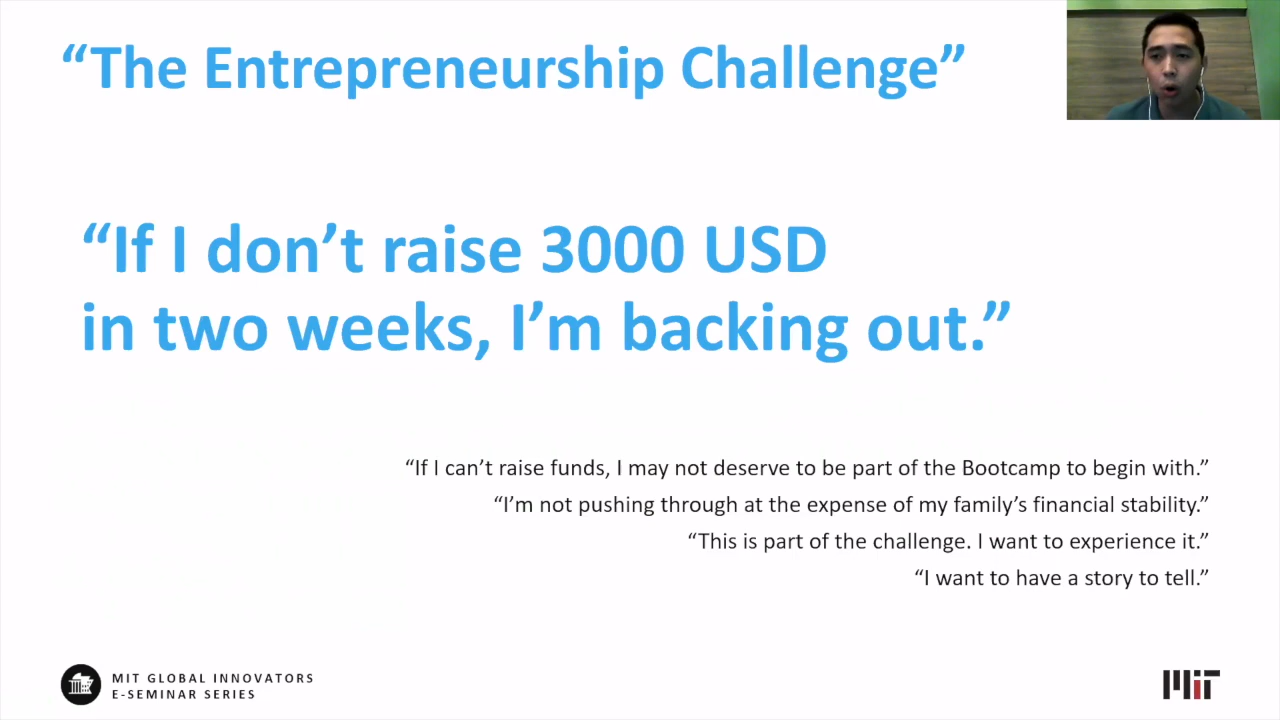 “The Entrepreneurship Challenge”
“If I don’t raise 3000 USD
in two weeks, I’m backing out.”
“If I can’t raise funds, I may not deserve to be part of the Bootcamp to begin with.”
“I’m not pushing through at the expense of my family’s financial stability.”
“This is part of the challenge. I want to experience it.”
“I want to have a story to tell.”
MIT GLOBAL INNOVATORS
E-SEMINAR SERIES
MIT